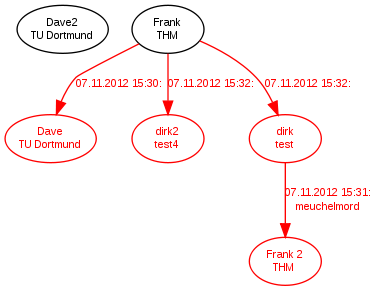 Dave2
TU Dortmund
Frank
THM
07.11.2012 15:30:
07.11.2012 15:32:
07.11.2012 15:32:
Dave
TU Dortmund
dirk2
test4
dirk
test
07.11.2012 15:31:
meuchelmord
Frank 2
THM